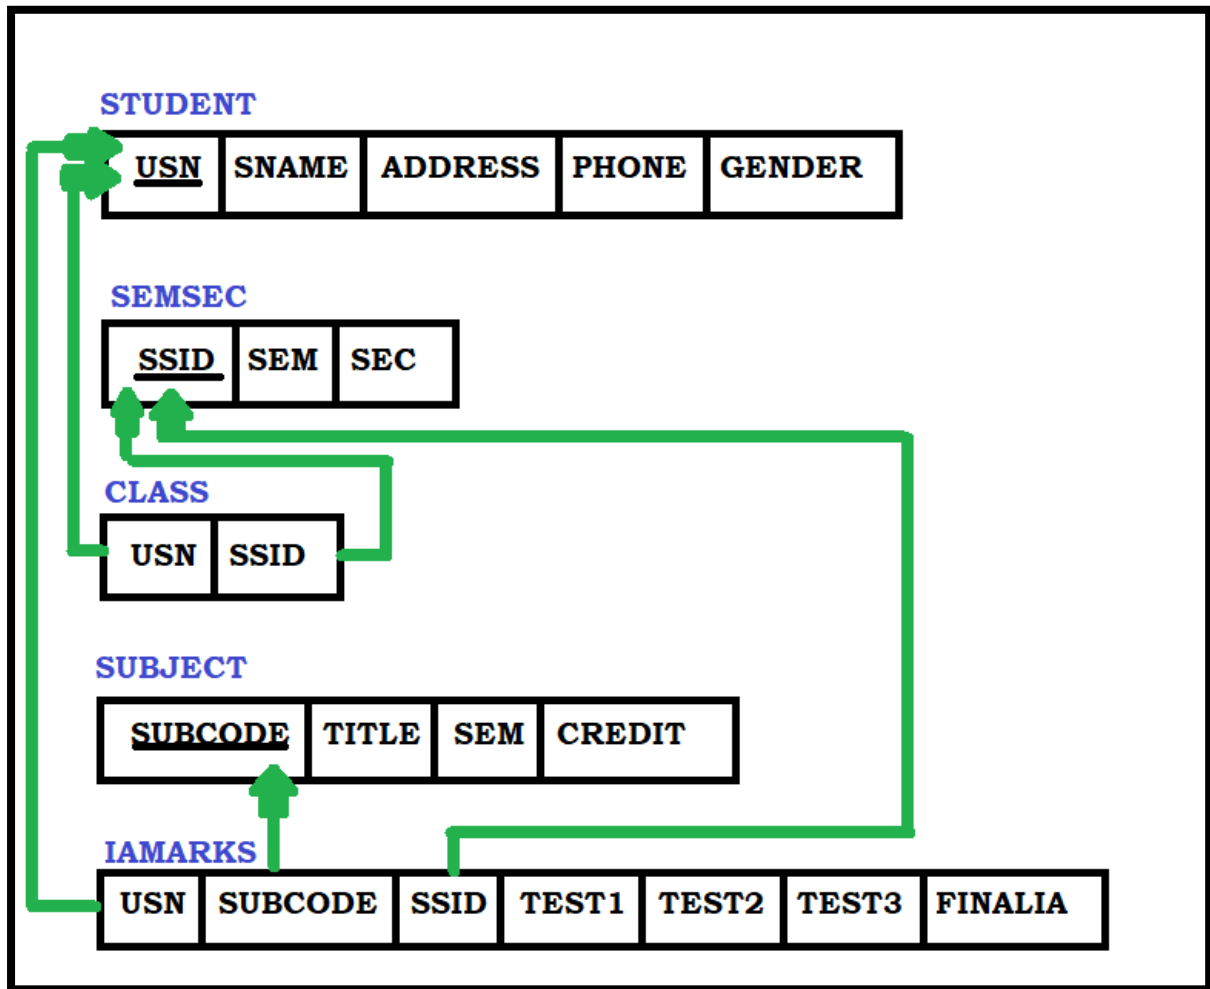 STUDENT
USN SNAME ADDRESS PHONE GENDER
SEMSEC
SSID SEM SEC
CLASS
USN SSID
SUBJECT
SUBCODE TITLE SEM CREDIT
IAMARKS
USN SUBCODE SSID TEST1 TEST2 TEST3 FINALIA